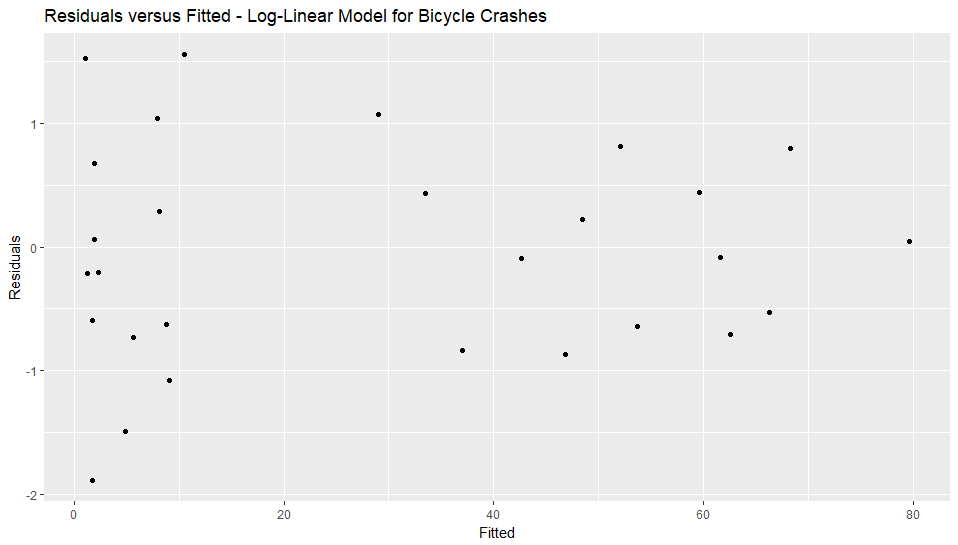 Residuals versus Fitted - Log-Linear Model for Bicycle Crashes
Residuals
1
0
-1
-2
0 20 40 60 80
Fitted